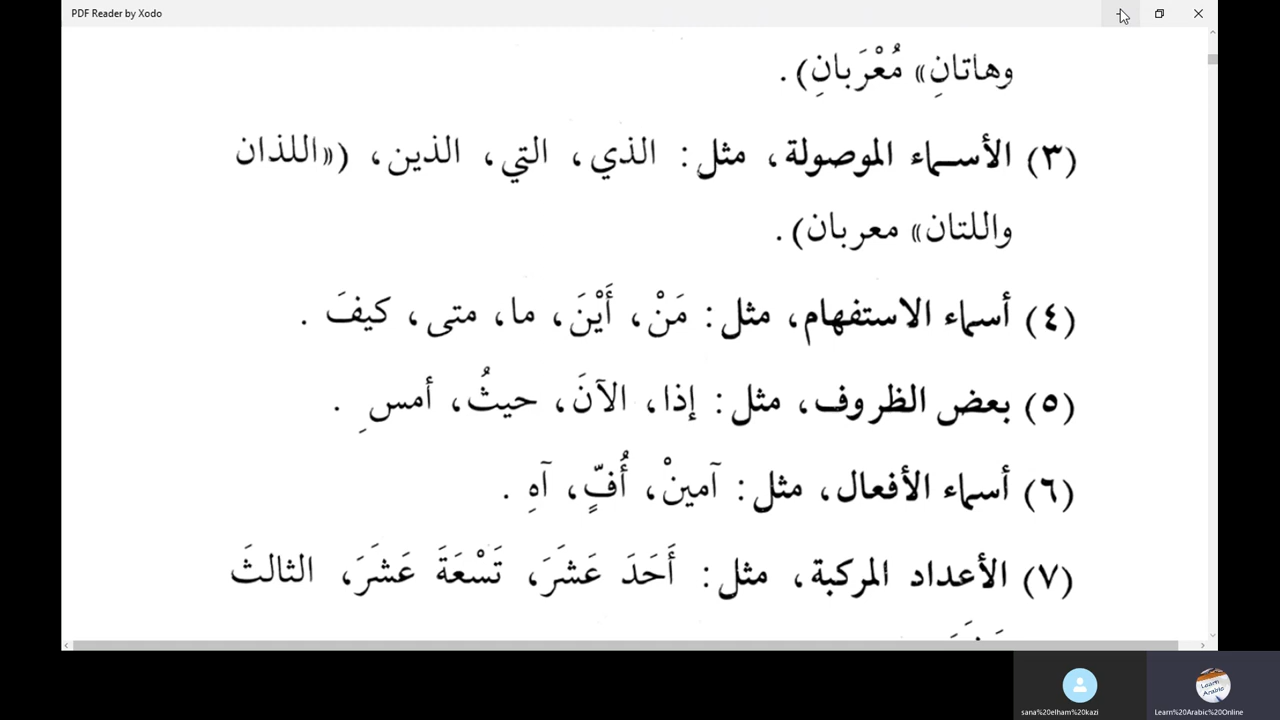 PDF Reader by Xodo
وهاتانِ» مُعْرَبانِ).
(٣) الأسماء الموصولة، مثل: الذي، التي، الذين، («اللذان
واللتان» معربان).
(٤) أسماء الاستفهام، مثل: مَنْ، أَيْنَ، ما، متى، كيفَ.
(٥) بعض الظروف، مثل: إذا، الآنَ، حيثُ، أمسِ.
(٦) أسماء الأفعال، مثل: آمينْ، أُفٍّ، آهِ.
(٧) الأعداد المركبة، مثل: أَحَدَ عَشَرَ، تَسْعَةَ عَشَرَ، الثالثَ
sana%20elham%20kazi
Learn Arabic
Learn%20Arabic%20Online